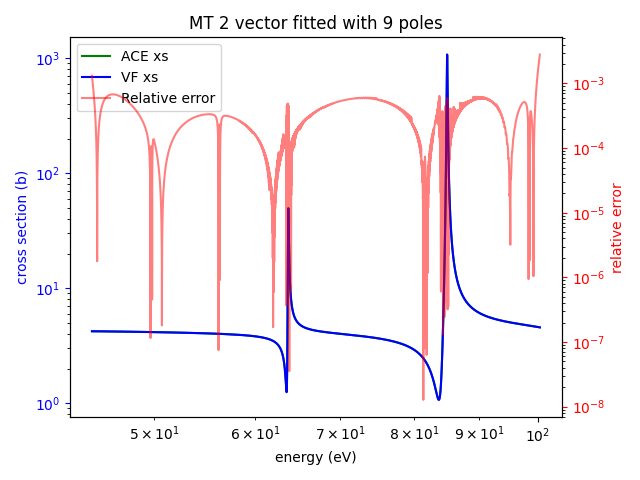 MT 2 vector fitted with 9 poles
ACE xs
VF xs
Relative error
cross section (b)
10³
10²
10¹
10⁰
relative error
10⁻³
10⁻⁴
10⁻⁵
10⁻⁶
10⁻⁷
10⁻⁸
5 × 10¹ 6 × 10¹ 7 × 10¹ 8 × 10¹ 9 × 10¹ 10²
energy (eV)